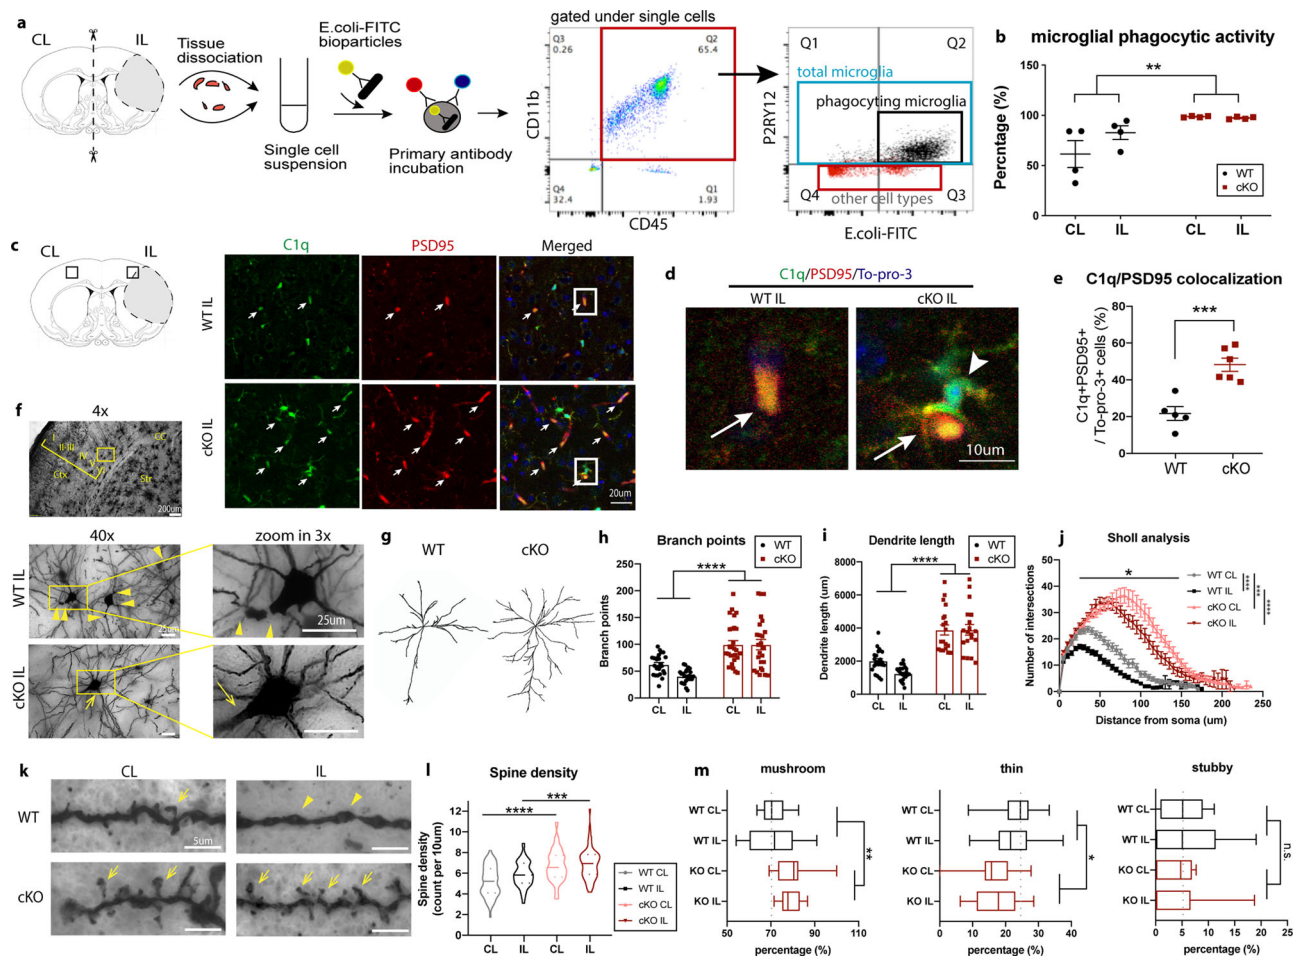 a
CL
IL
Tissue
dissociation
E.coli-FITC
bioparticles
Single cell
suspension
Primary antibody
incubation
gated under single cells
Q3
0.26
Q2
65.4
Q4
32.4
Q1
1.93
CD11b
CD45
Q1
Q2
total microglia
phagocyting microglia
Q4
Q3
other cell types
P2RY12
E.coli-FITC
b
microglial phagocytic activity
**
Percntage (%)
150
100
50
0
CL
IL
CL
IL
WT
cKO
c
CL
IL
C1q
PSD95
Merged
WT IL
cKO IL
20um
d
C1q/PSD95/To-pro-3
WT IL
cKO IL
10um
e
C1q/PSD95 colocalization
***
C1q+PSD95+
/ To-pro-3+ cells (%)
80
60
40
20
0
WT
cKO
f
4x
I
II-III
IV
V
VI
CC
Ctx
Str
200um
40x
zoom in 3x
WT IL
25um
25um
cKO IL
g
WT
cKO
h
Branch points
WT
cKO
****
Branch points
250
200
150
100
50
0
CL
IL
CL
IL
i
Dendrite length
WT
cKO
****
Dendrite length (um)
8000
6000
4000
2000
0
CL
IL
CL
IL
j
Sholl analysis
*
WT CL
WT IL
cKO CL
cKO IL
****
***
****
Number of intersections
50
40
30
20
10
0
0
50
100
150
200
250
Distance from soma (um)
k
CL
IL
WT
5um
cKO
l
Spine density
****
***
Spine density
(count per 10um)
12
10
8
6
4
2
0
CL
IL
CL
IL
WT CL
WT IL
cKO CL
cKO IL
m
mushroom
WT CL
WT IL
KO CL
KO IL
**
50
70
90
110
percentage (%)
thin
WT CL
WT IL
KO CL
KO IL
*
0
10
20
30
40
percentage (%)
stubby
WT CL
WT IL
KO CL
KO IL
n.s.
0
5
10
15
20
25
percentage (%)